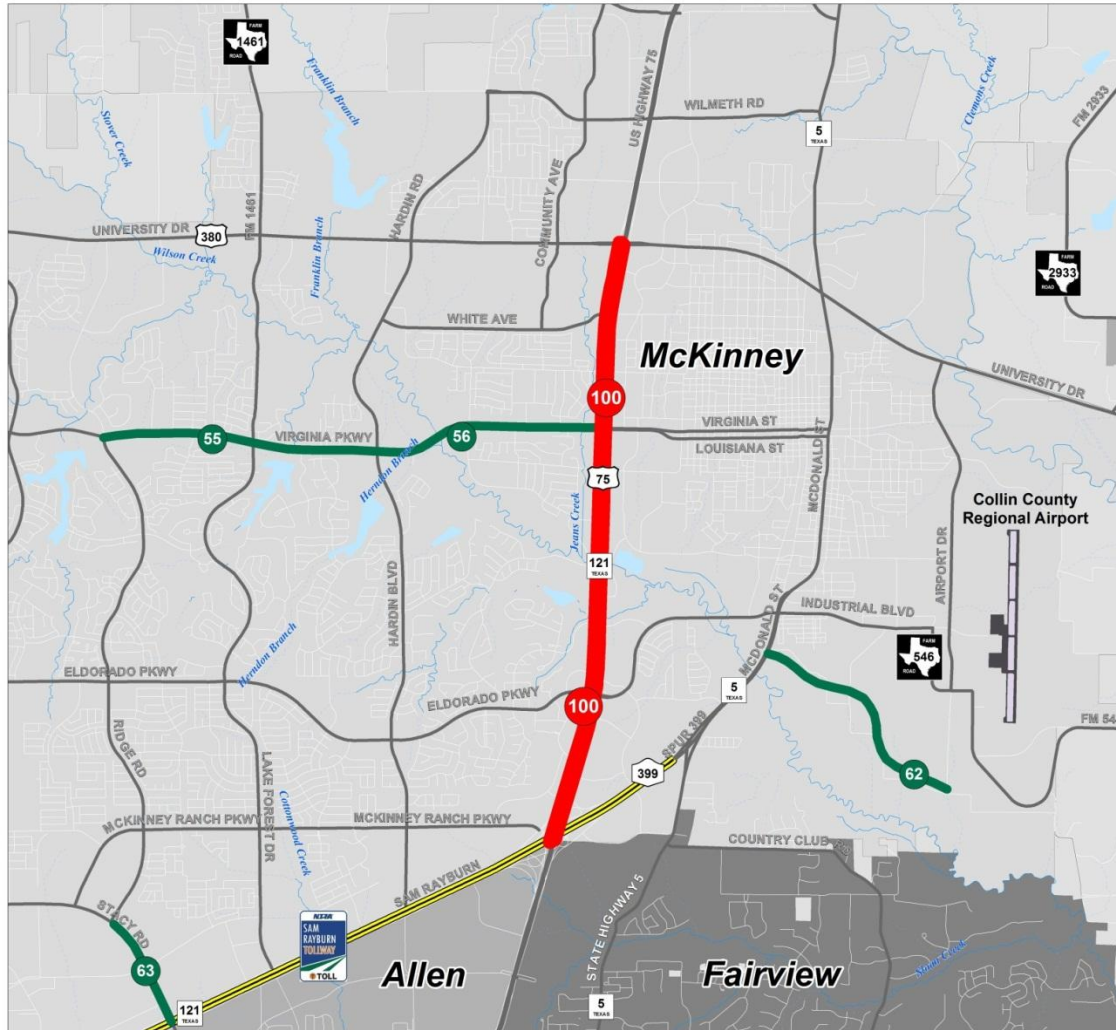 FARM
1461
ROAD
Franklin Branch
Stover Creek
US HIGHWAY 75
WILMETH RD
5
TEXAS
Clemons Creek
FM 2933
COMMUNITY AVE
HARDIN RD
FM 1461
UNIVERSITY DR
380
Wilson Creek
Franklin Branch
FARM
2933
ROAD
WHITE AVE
McKinney
UNIVERSITY DR
100
55
VIRGINIA PKWY
56
VIRGINIA ST
LOUISIANA ST
MCDONALD ST
Herndon Branch
75
Jeans Creek
Collin County
Regional Airport
121
TEXAS
HARDIN BLVD
AIRPORT DR
INDUSTRIAL BLVD
MCDONALD ST
FARM
546
ROAD
Herndon Branch
ELDORADO PKWY
ELDORADO PKWY
100
5
TEXAS
FM 54
SPUR 399
399
62
RIDGE RD
LAKE FOREST DR
Cottonwood Creek
MCKINNEY RANCH PKWY
MCKINNEY RANCH PKWY
COUNTRY CLUB
SAM RAYBURN
STACY RD
STATE HIGHWAY 5
NTTA
SAM
RAYBURN
TOLLWAY
TOLL
63
Allen
Fairview
Sloan Creek
121
TEXAS
5
TEXAS